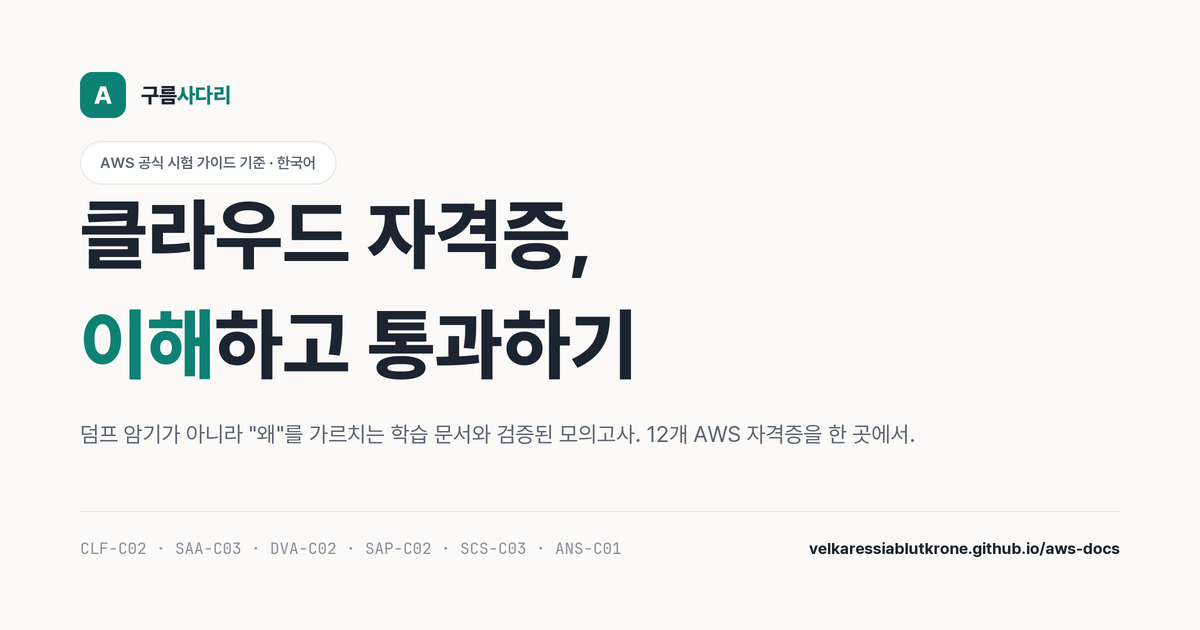 A 구름사다리
AWS 공식 시험 가이드 기준 · 한국어
클라우드 자격증,
이해하고 통과하기
덤프 암기가 아니라 "왜"를 가르치는 학습 문서와 검증된 모의고사. 12개 AWS 자격증을 한 곳에서.
CLF-C02 · SAA-C03 · DVA-C02 · SAP-C02 · SCS-C03 · ANS-C01
velkaressiablutkrone.github.io/aws-docs